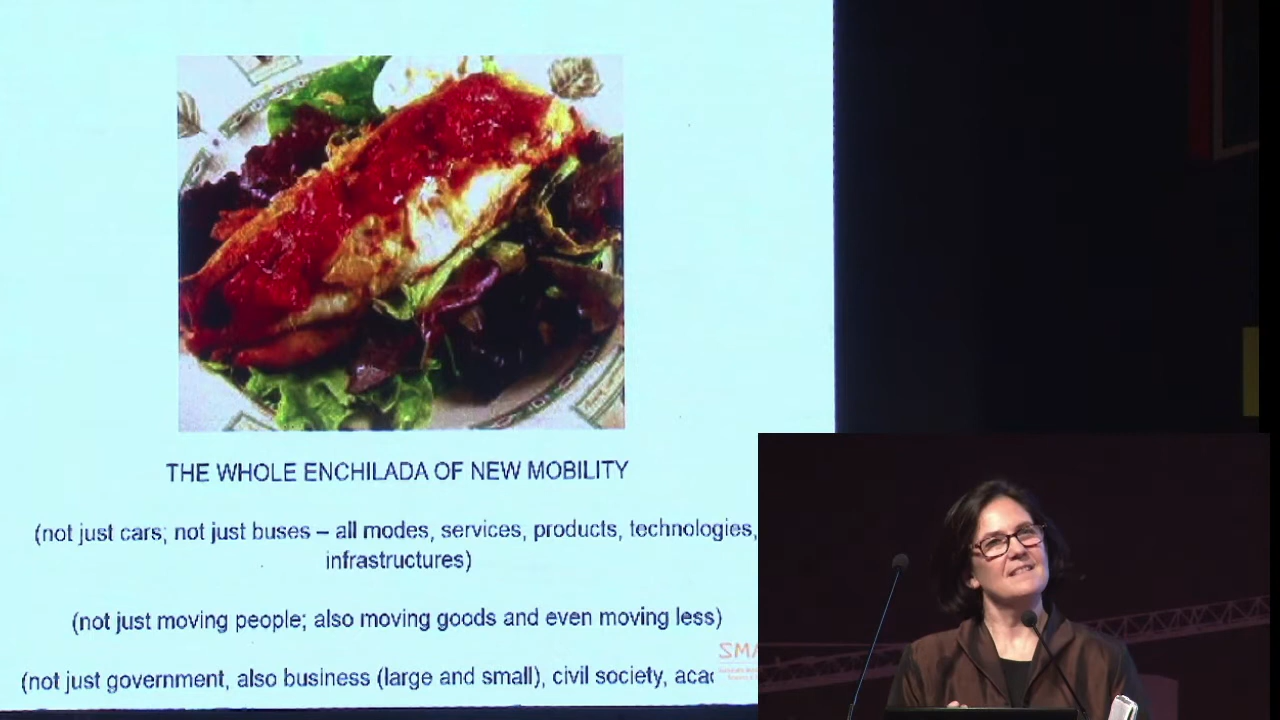 THE WHOLE ENCHILADA OF NEW MOBILITY
(not just cars; not just buses – all modes, services, products, technologies,
infrastructures)
(not just moving people; also moving goods and even moving less)
(not just government, also business (large and small), civil society,
SMA